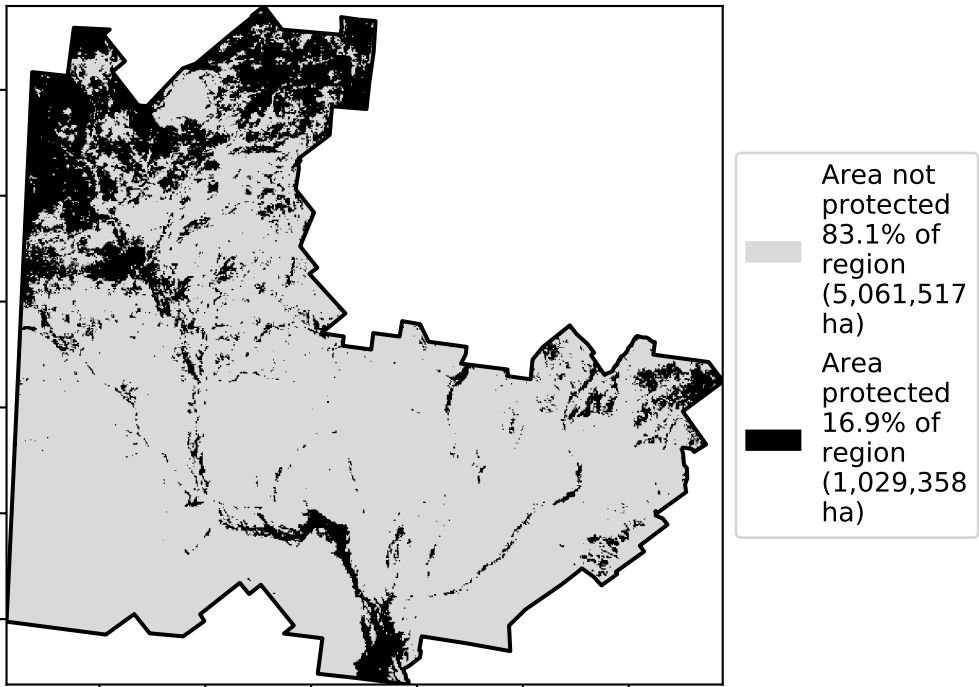 Area not
protected
83.1% of
region
(5,061,517
ha)
Area
protected
16.9% of
region
(1,029,358
ha)